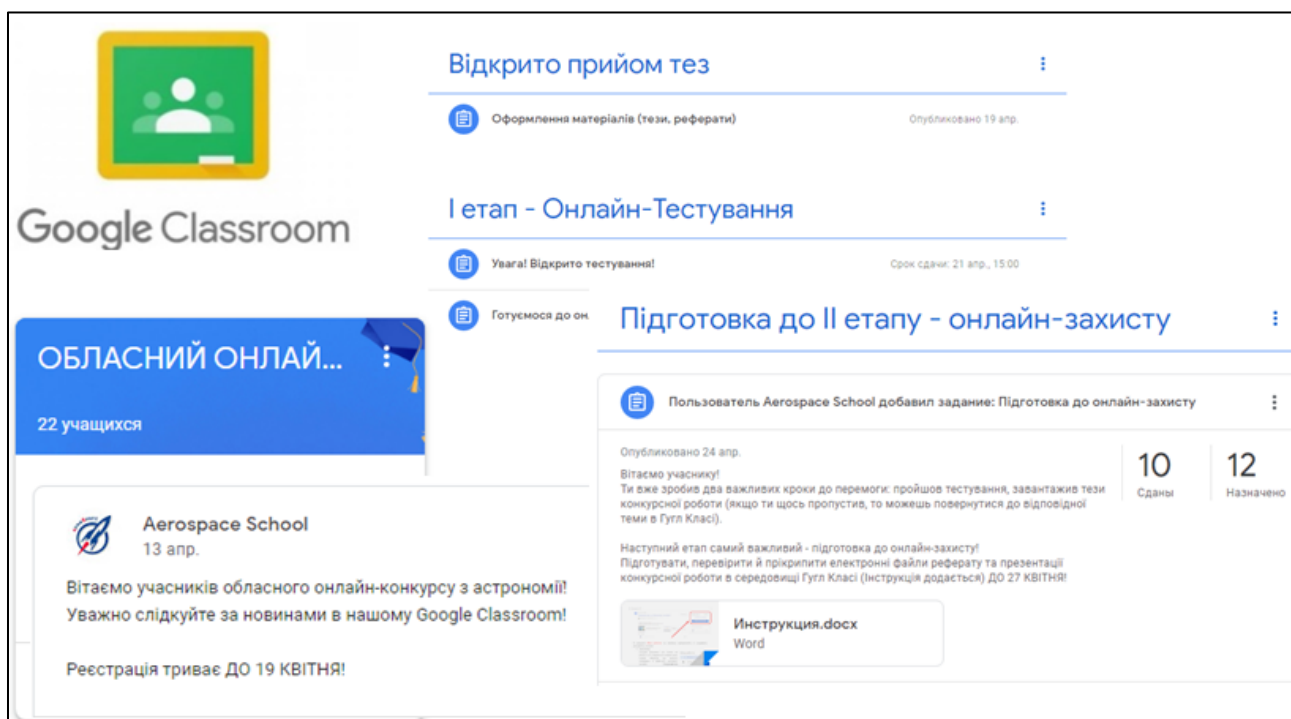 Google Classroom
Відкрито прийом тез
Оформлення матеріалів (тези, реферати)
Опубликовано 19 апр.
І етап - Онлайн-Тестування
Увага! Відкрито тестування!
Срок сдачи: 21 апр., 15:00
Готуємося до он
ОБЛАСНИЙ ОНЛАЙ...
22 учащихся
Aerospace School
13 апр.
Вітаємо учасників обласного онлайн-конкурсу з астрономії!
Уважно слідкуйте за новинами в нашому Google Classroom!
Реєстрація триває ДО 19 КВІТНЯ!
Підготовка до ІІ етапу - онлайн-захисту
Пользователь Aerospace School добавил задание: Підготовка до онлайн-захисту
Опубликовано 24 апр.
Вітаємо учаснику!
Ти вже зробив два важливих кроки до перемоги: пройшов тестування, завантажив тези
конкурсної роботи (якщо ти щось пропустив, то можешь повернутися до відповідної
теми в Гугл Класі).
Наступний етап самий важливий - підготовка до онлайн-захисту!
Підготувати, перевірити й прікрипити електронні файли реферату та презентації
конкурсної роботи в середовищі Гугл Класі (Інструкція додається) ДО 27 КВІТНЯ!
10
Сданы
12
Назначено
Инструкция.docx
Word